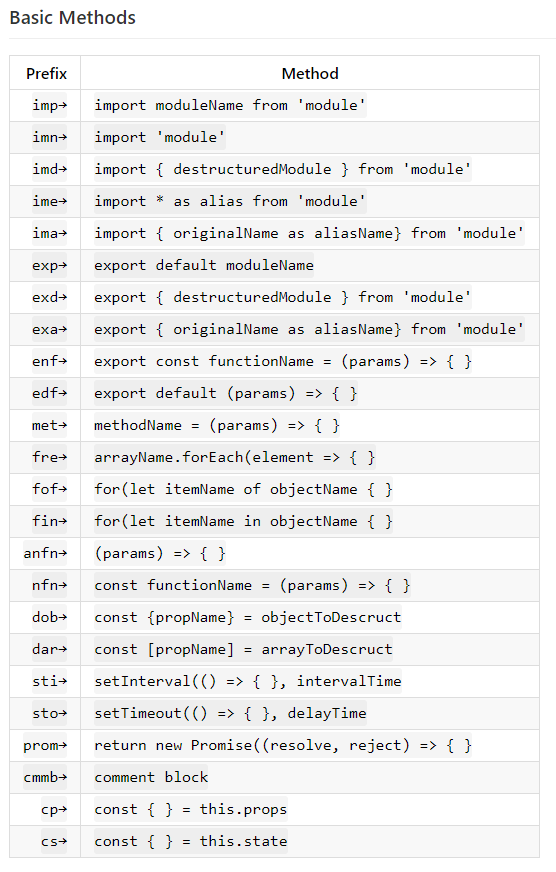 Basic Methods
Prefix Method
imp→ import moduleName from 'module'
imn→ import 'module'
imd→ import { destructuredModule } from 'module'
ime→ import * as alias from 'module'
ima→ import { originalName as aliasName} from 'module'
exp→ export default moduleName
exd→ export { destructuredModule } from 'module'
exa→ export { originalName as aliasName} from 'module'
enf→ export const functionName = (params) => { }
edf→ export default (params) => { }
met→ methodName = (params) => { }
fre→ arrayName.forEach(element => { }
fof→ for(let itemName of objectName { }
fin→ for(let itemName in objectName { }
anfn→ (params) => { }
nfn→ const functionName = (params) => { }
dob→ const {propName} = objectToDescruct
dar→ const [propName] = arrayToDescruct
sti→ setInterval(() => { }, intervalTime
sto→ setTimeout(() => { }, delayTime
prom→ return new Promise((resolve, reject) => { }
cmmb→ comment block
cp→ const { } = this.props
cs→ const { } = this.state